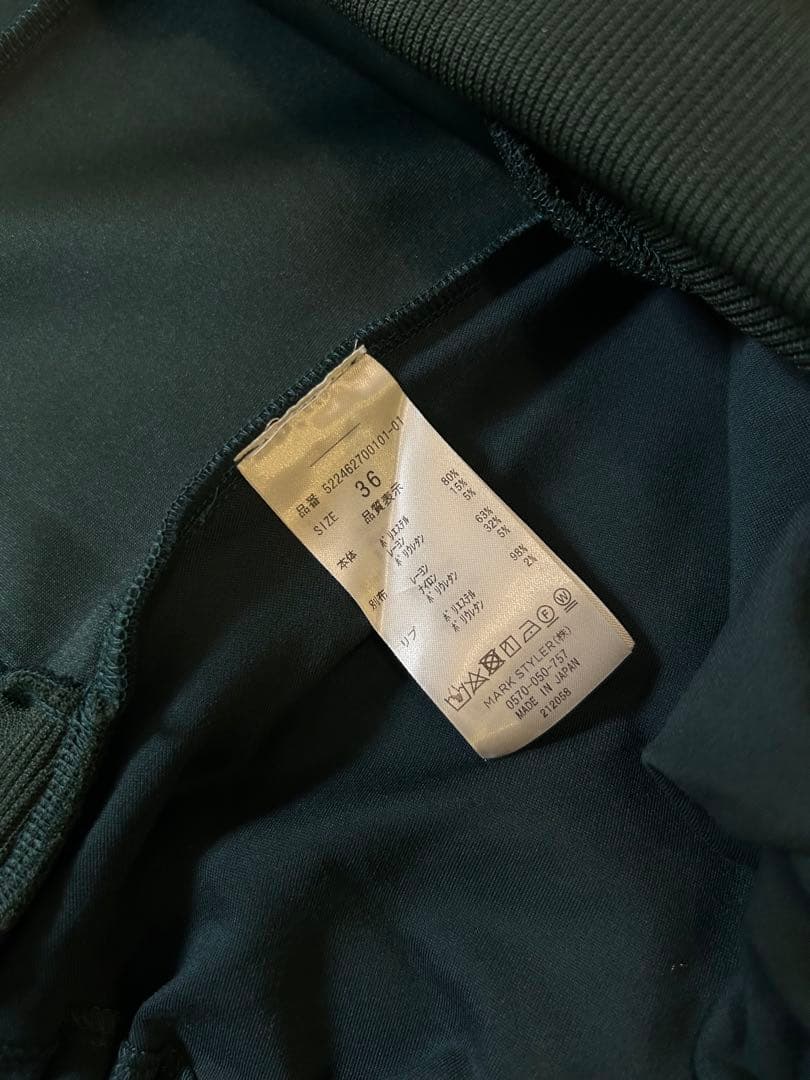 品番 522462700101-01
SIZE 36
品質表示
本体 ポリエステル 80%
レーヨン 15%
ポリウレタン 5%
別布 レーヨン 63%
ナイロン 32%
ポリウレタン 5%
リブ ポリエステル 98%
ポリウレタン 2%
F W
MARK STYLER(株)
0570-050-757
MADE IN JAPAN
212058